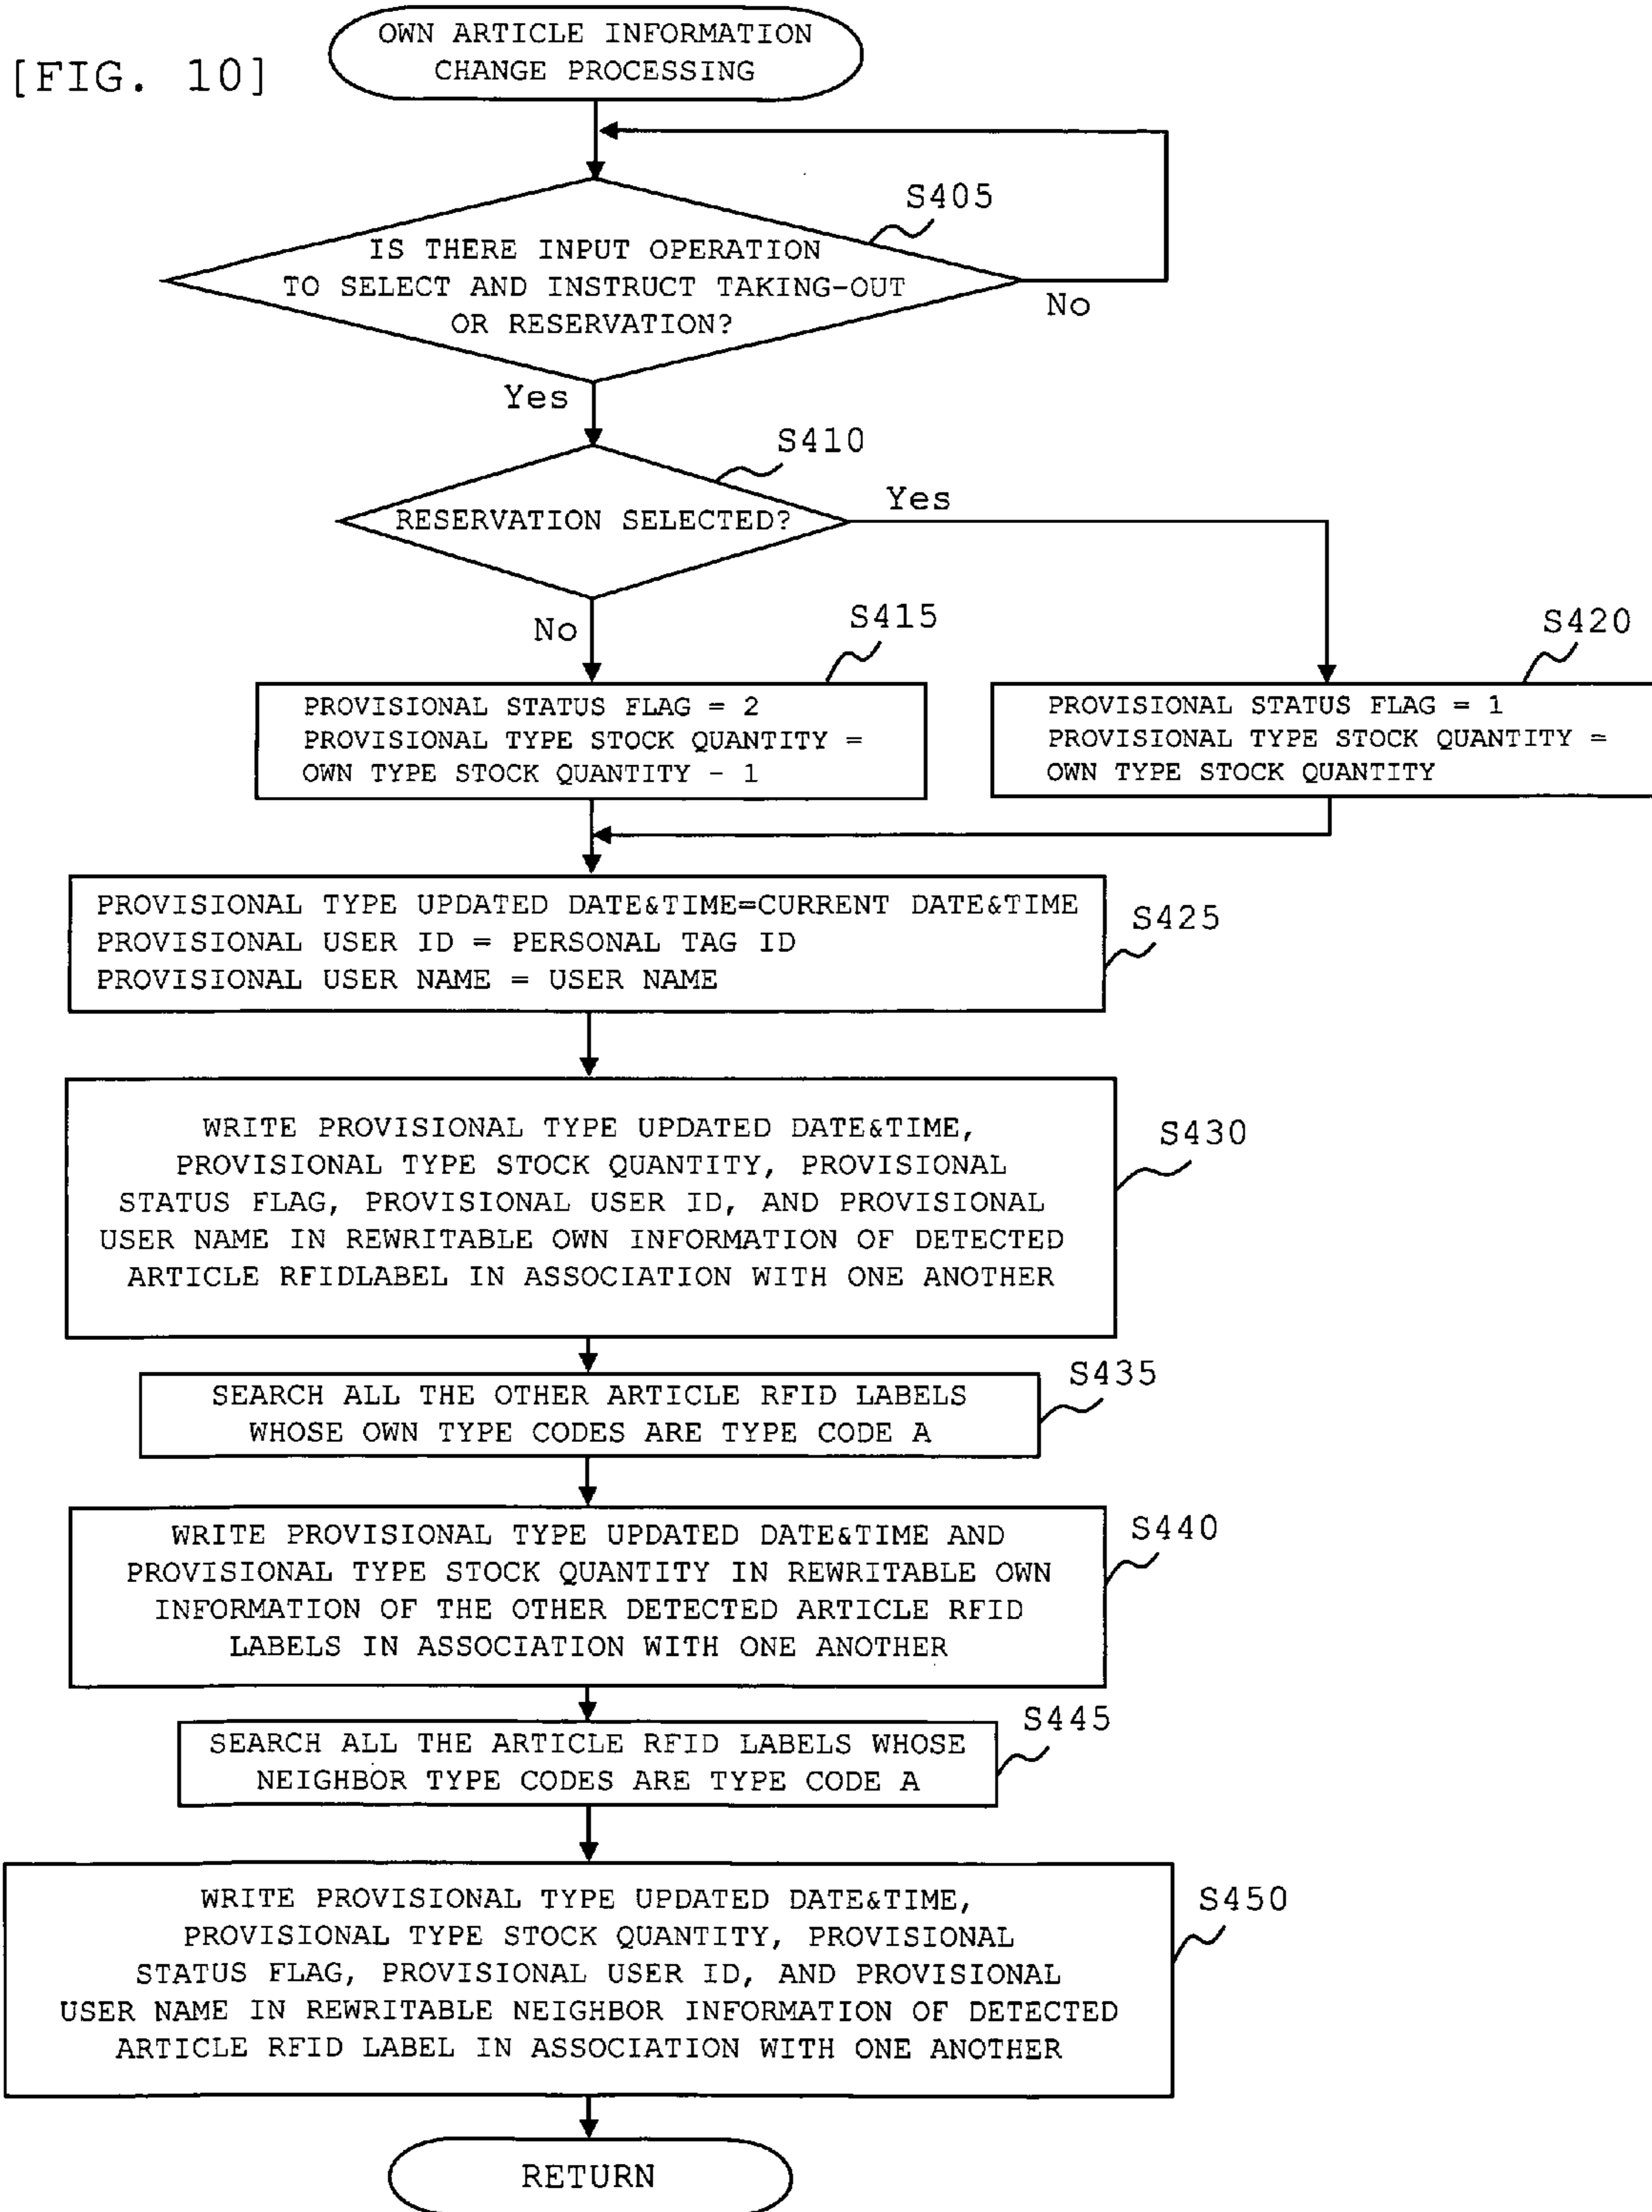 [FIG. 10]
OWN ARTICLE INFORMATION
CHANGE PROCESSING
S405
IS THERE INPUT OPERATION
TO SELECT AND INSTRUCT TAKING-OUT
OR RESERVATION?
No
Yes
S410
RESERVATION SELECTED?
Yes
No
S415
PROVISIONAL STATUS FLAG = 2
PROVISIONAL TYPE STOCK QUANTITY =
OWN TYPE STOCK QUANTITY - 1
S420
PROVISIONAL STATUS FLAG = 1
PROVISIONAL TYPE STOCK QUANTITY =
OWN TYPE STOCK QUANTITY
PROVISIONAL TYPE UPDATED DATE&TIME=CURRENT DATE&TIME
PROVISIONAL USER ID = PERSONAL TAG ID
PROVISIONAL USER NAME = USER NAME
S425
WRITE PROVISIONAL TYPE UPDATED DATE&TIME,
PROVISIONAL TYPE STOCK QUANTITY, PROVISIONAL
STATUS FLAG, PROVISIONAL USER ID, AND PROVISIONAL
USER NAME IN REWRITABLE OWN INFORMATION OF DETECTED
ARTICLE RFIDLABEL IN ASSOCIATION WITH ONE ANOTHER
S430
SEARCH ALL THE OTHER ARTICLE RFID LABELS
WHOSE OWN TYPE CODES ARE TYPE CODE A
S435
WRITE PROVISIONAL TYPE UPDATED DATE&TIME AND
PROVISIONAL TYPE STOCK QUANTITY IN REWRITABLE OWN
INFORMATION OF THE OTHER DETECTED ARTICLE RFID
LABELS IN ASSOCIATION WITH ONE ANOTHER
S440
SEARCH ALL THE ARTICLE RFID LABELS WHOSE
NEIGHBOR TYPE CODES ARE TYPE CODE A
S445
WRITE PROVISIONAL TYPE UPDATED DATE&TIME,
PROVISIONAL TYPE STOCK QUANTITY, PROVISIONAL
STATUS FLAG, PROVISIONAL USER ID, AND PROVISIONAL
USER NAME IN REWRITABLE NEIGHBOR INFORMATION OF DETECTED
ARTICLE RFID LABEL IN ASSOCIATION WITH ONE ANOTHER
S450
RETURN